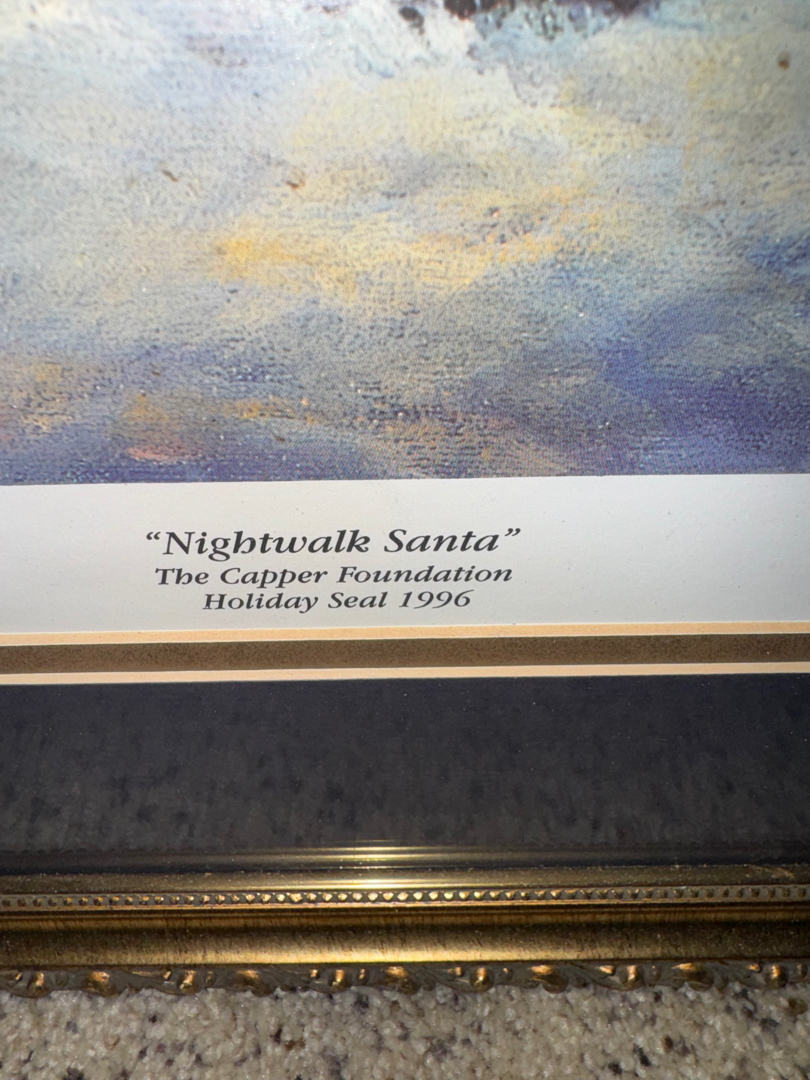 “Nightwalk Santa”
The Capper Foundation
Holiday Seal 1996